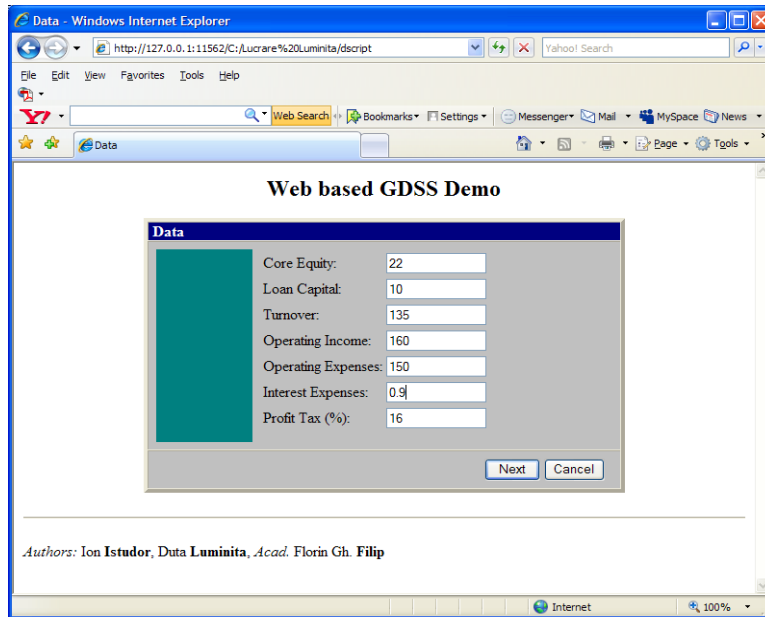 Data - Windows Internet Explorer
http://127.0.0.1:11562/C:/Lucrare%20Luminita/dscript
Yahoo! Search
File Edit View Favorites Tools Help
Y! Web Search Bookmarks Settings Messenger Mail MySpace News
Data Page Tools
Web based GDSS Demo
Data
Core Equity: 22
Loan Capital: 10
Turnover: 135
Operating Income: 160
Operating Expenses: 150
Interest Expenses: 0.9
Profit Tax (%): 16
Next Cancel
Authors: Ion Istudor, Duta Luminita, Acad. Florin Gh. Filip
Internet 100%